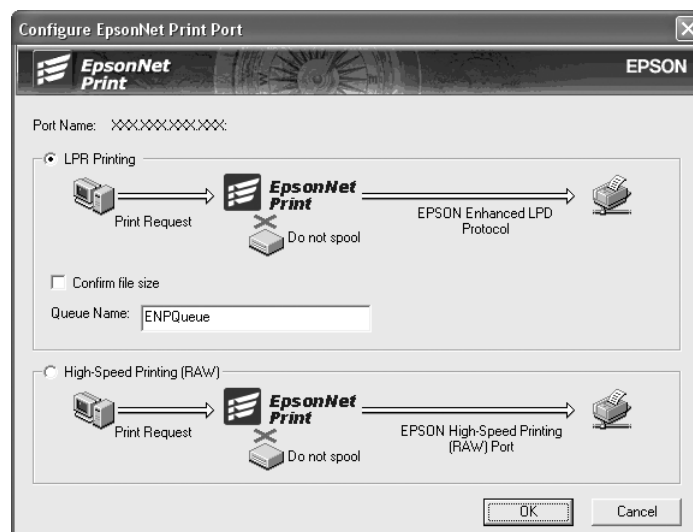 Configure EpsonNet Print Port
EpsonNet
Print
EPSON
Port Name: XXX.XXX.XXX.XXX:
LPR Printing
Print Request
EpsonNet
Print
Do not spool
EPSON Enhanced LPD
Protocol
Confirm file size
Queue Name: ENPQueue
High-Speed Printing (RAW)
Print Request
EpsonNet
Print
Do not spool
EPSON High-Speed Printing
(RAW) Port
OK
Cancel